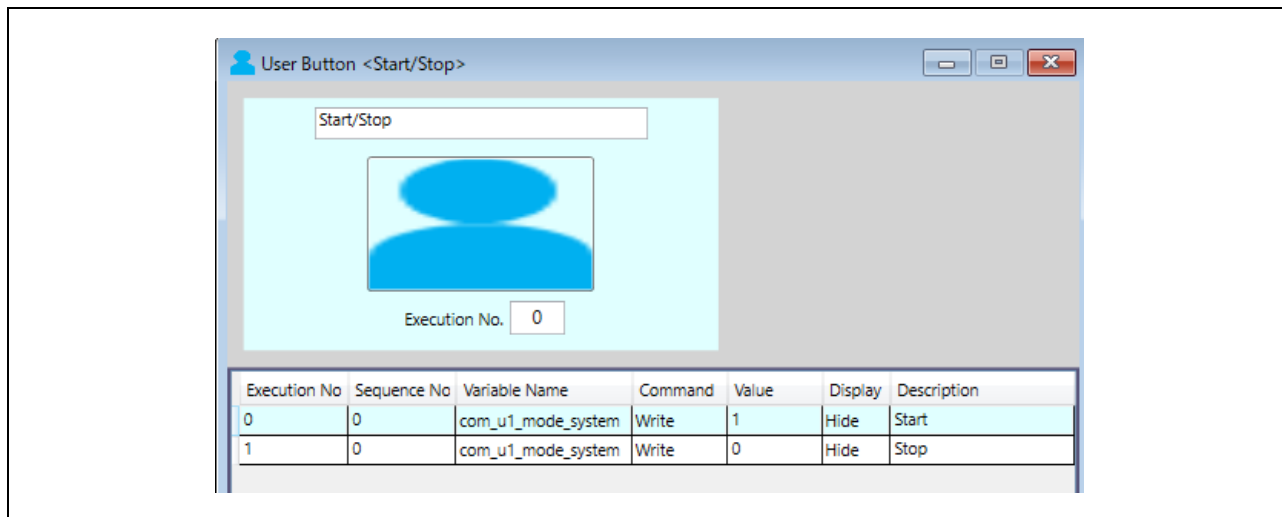 User Button <Start/Stop>
Start/Stop
Execution No. 0
Execution No Sequence No Variable Name Command Value Display Description
0 0 com_u1_mode_system Write 1 Hide Start
1 0 com_u1_mode_system Write 0 Hide Stop